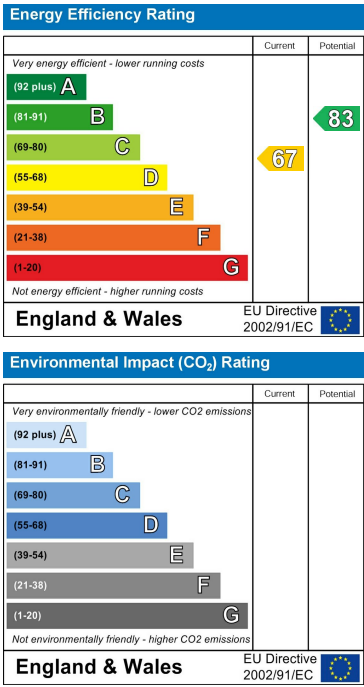 Energy Efficiency Rating
Current Potential
Very energy efficient - lower running costs
(92 plus) A
(81-91) B
83
(69-80) C
67
(55-68) D
(39-54) E
(21-38) F
(1-20) G
Not energy efficient - higher running costs
England & Wales
EU Directive
2002/91/EC
Environmental Impact (CO₂) Rating
Current Potential
Very environmentally friendly - lower CO2 emissions
(92 plus) A
(81-91) B
(69-80) C
(55-68) D
(39-54) E
(21-38) F
(1-20) G
Not environmentally friendly - higher CO2 emissions
England & Wales
EU Directive
2002/91/EC